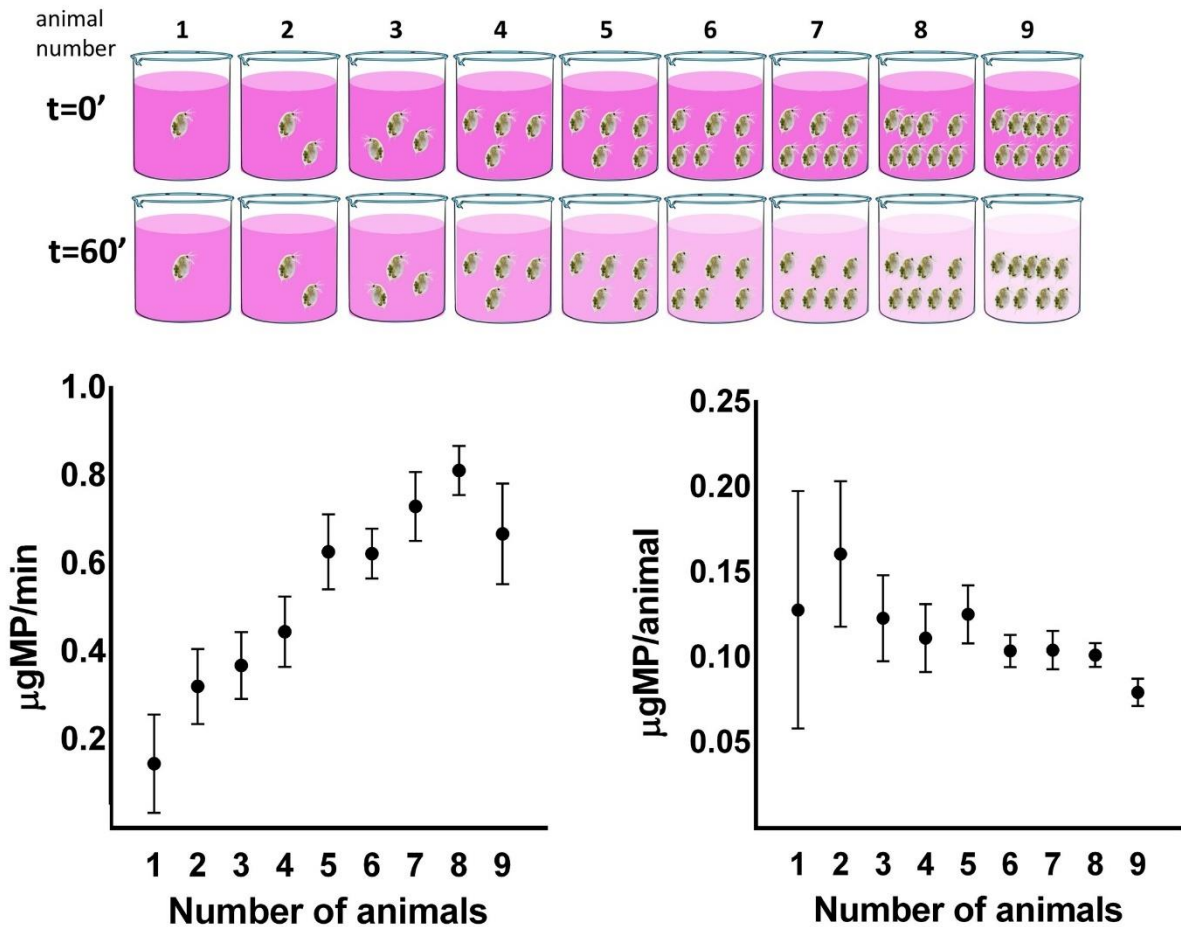 animal
number
1 2 3 4 5 6 7 8 9
t=0’
t=60’
1.0
0.8
0.6
0.4
0.2
μgMP/min
1 2 3 4 5 6 7 8 9
Number of animals
0.25
0.20
0.15
0.10
0.05
μgMP/animal
1 2 3 4 5 6 7 8 9
Number of animals